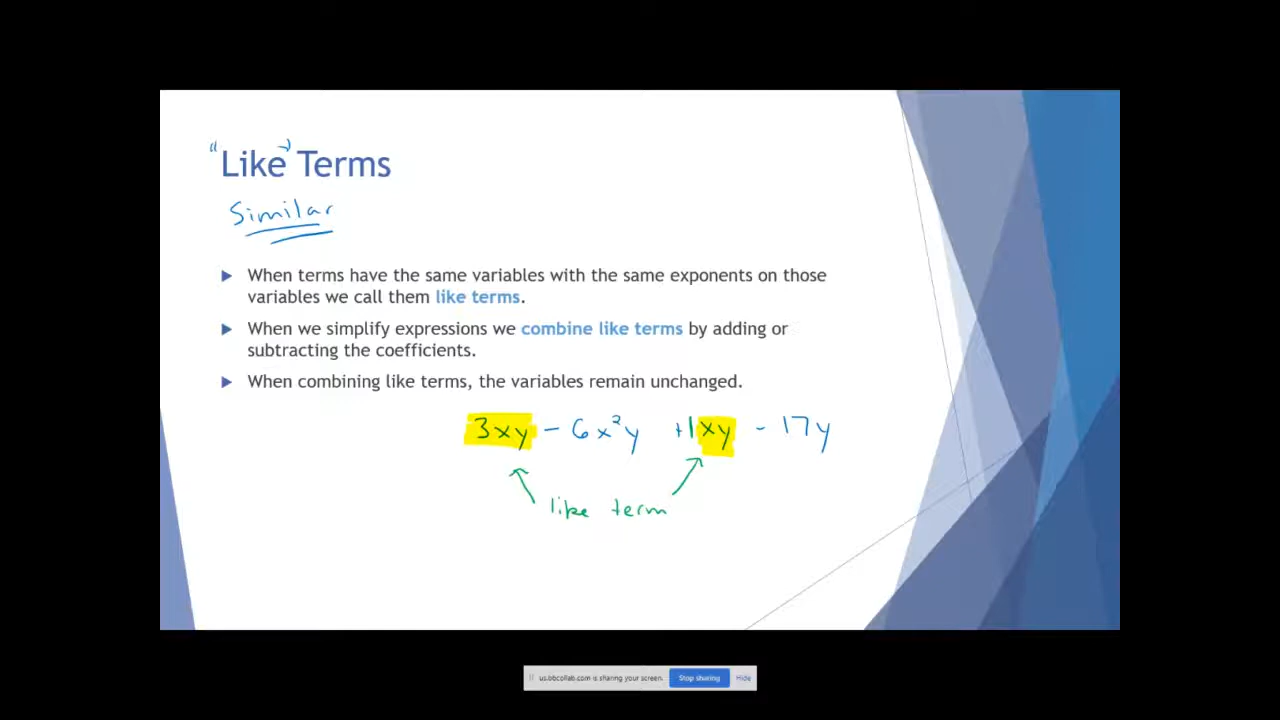 "Like" Terms
Similar
When terms have the same variables with the same exponents on those
variables we call them like terms.
When we simplify expressions we combine like terms by adding or
subtracting the coefficients.
When combining like terms, the variables remain unchanged.
3xy - 6x²y +1xy - 17y
like term
us.bbcollab.com is sharing your screen. Stop sharing Hide